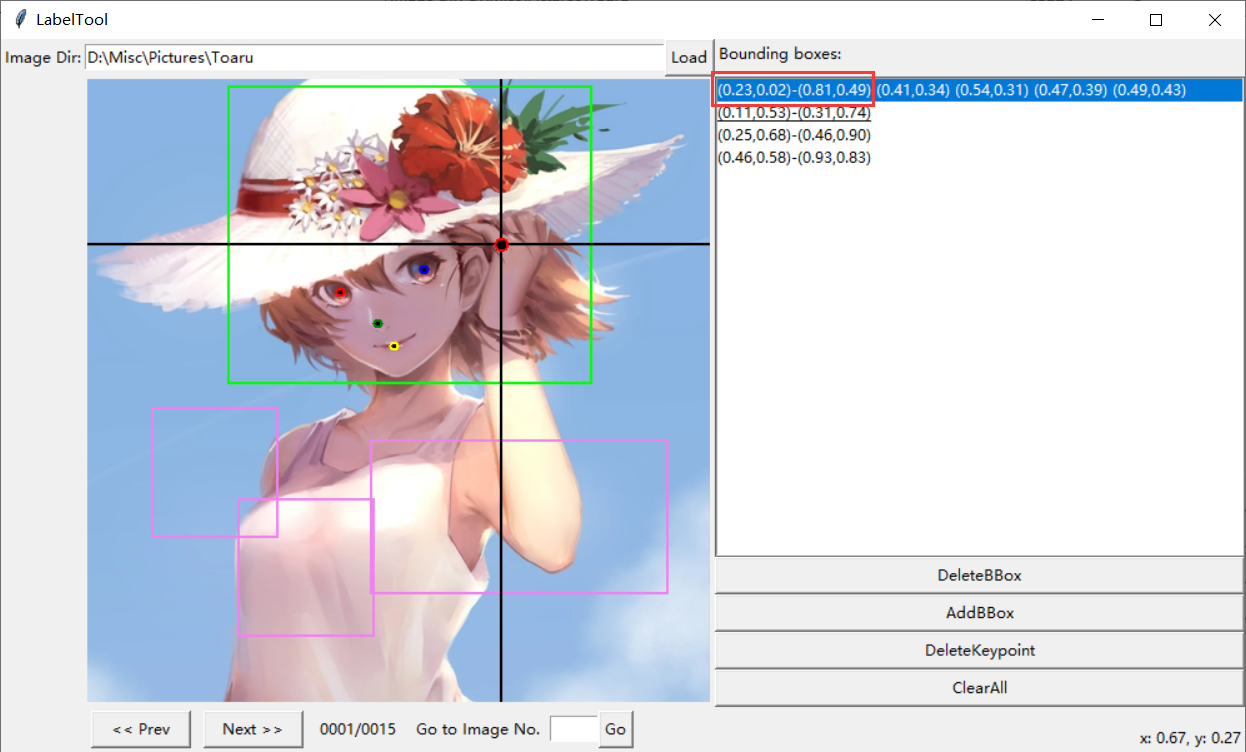 LabelTool
Image Dir: D:\Misc\Pictures\Toaru Load
Bounding boxes:
(0.23,0.02)-(0.81,0.49) (0.41,0.34) (0.54,0.31) (0.47,0.39) (0.49,0.43)
(0.11,0.53)-(0.31,0.74)
(0.25,0.68)-(0.46,0.90)
(0.46,0.58)-(0.93,0.83)
DeleteBBox
AddBBox
DeleteKeypoint
ClearAll
<< Prev Next >> 0001/0015 Go to Image No. Go
x: 0.67, y: 0.27